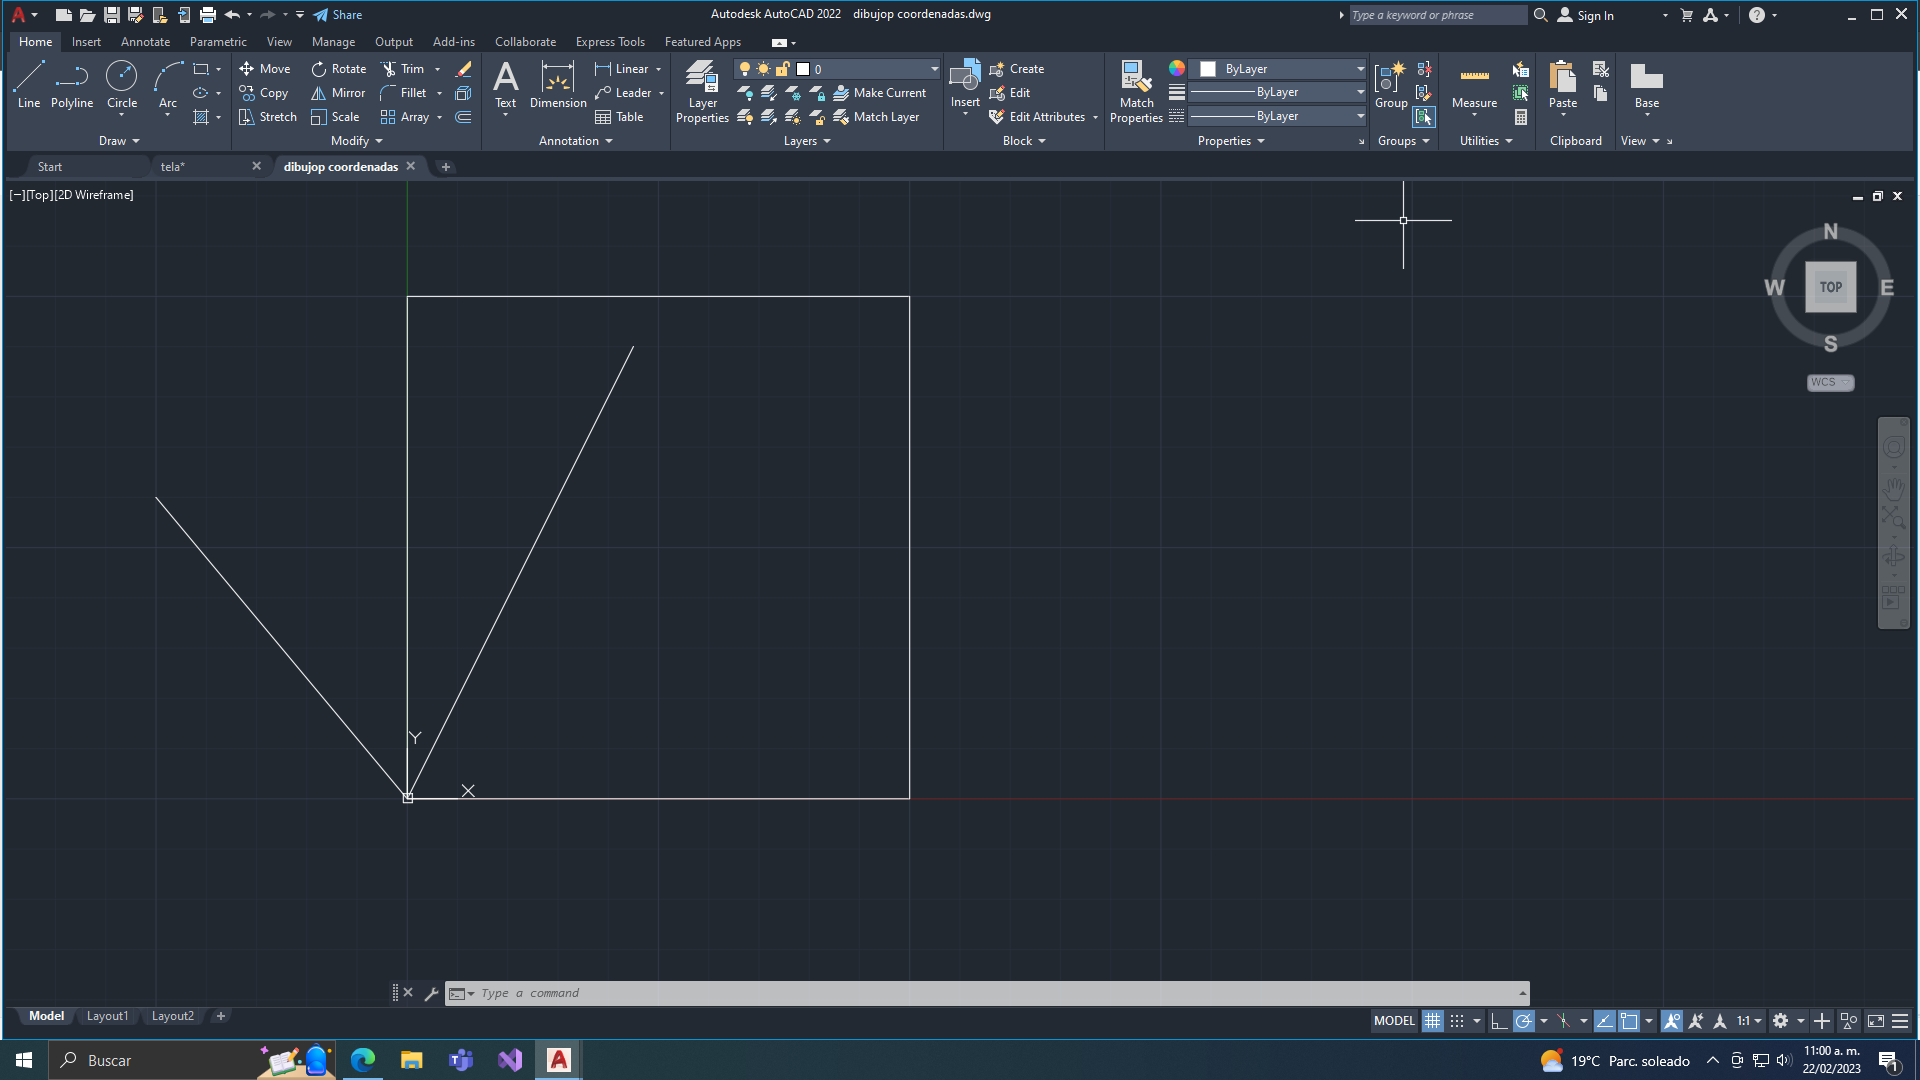 Share
Autodesk AutoCAD 2022 dibujop coordenadas.dwg
Type a keyword or phrase
Sign In
Home Insert Annotate Parametric View Manage Output Add-ins Collaborate Express Tools Featured Apps
Move Rotate Trim Linear 0 Create ByLayer
Line Polyline Circle Arc Copy Mirror Fillet Text Dimension Leader Layer Properties Make Current Insert Edit Match Properties ByLayer Group Measure Paste Base
Stretch Scale Array Table Match Layer Edit Attributes ByLayer
Draw Modify Annotation Layers Block Properties Groups Utilities Clipboard View
Start tela* dibujop coordenadas
[−][Top][2D Wireframe]
N
W TOP E
S
WCS
Y
X
Type a command
Model Layout1 Layout2
MODEL 1:1
Buscar
19°C Parc. soleado
11:00 a. m.
22/02/2023
1